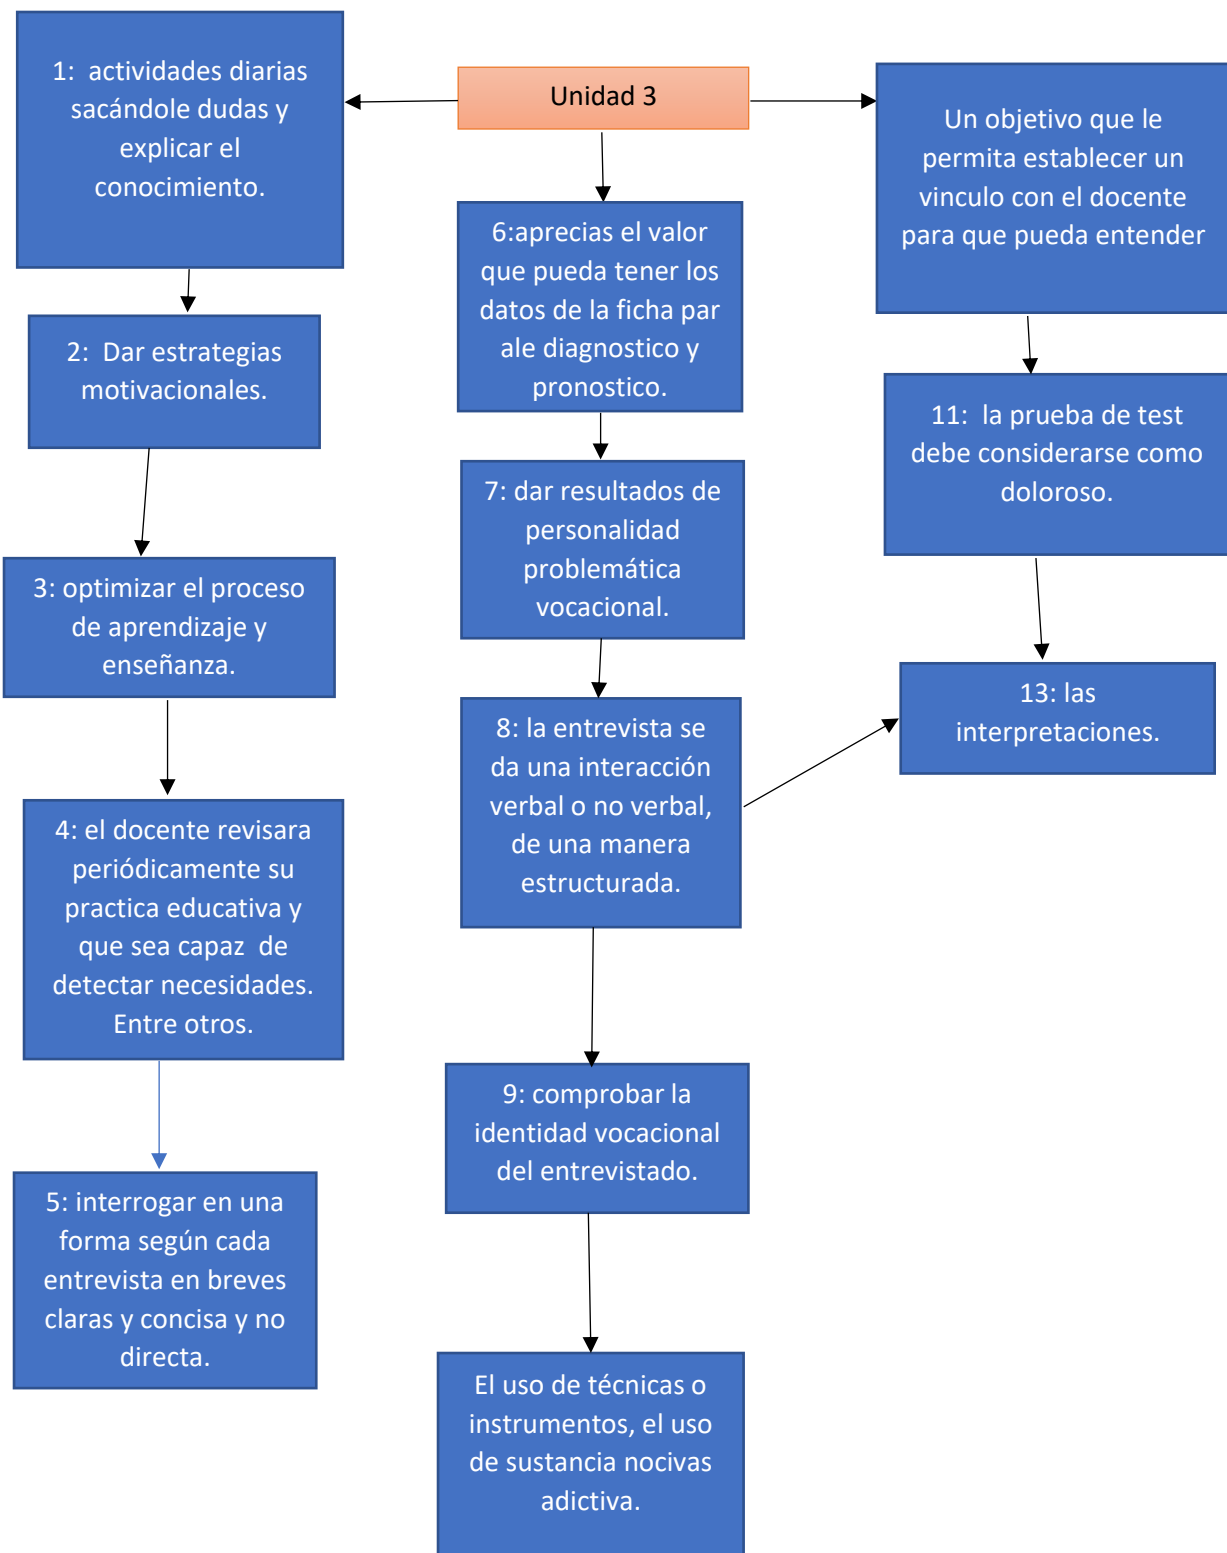 Unidad 3
1:  actividades diarias
sacándole dudas y
explicar el
conocimiento.
2:  Dar estrategias
motivacionales.
3: optimizar el proceso
de aprendizaje y
enseñanza.
4: el docente revisara
periódicamente su
practica educativa y
que sea capaz  de
detectar necesidades.
Entre otros.
5: interrogar en una
forma según cada
entrevista en breves
claras y concisa y no
directa.
6:aprecias el valor
que pueda tener los
datos de la ficha par
ale diagnostico y
pronostico.
7: dar resultados de
personalidad
problemática
vocacional.
8: la entrevista se
da una interacción
verbal o no verbal,
de una manera
estructurada.
9: comprobar la
identidad vocacional
del entrevistado.
El uso de técnicas o
instrumentos, el uso
de sustancia nocivas
adictiva.
Un objetivo que le
permita establecer un
vinculo con el docente
para que pueda entender
11:  la prueba de test
debe considerarse como
doloroso.
13: las
interpretaciones.